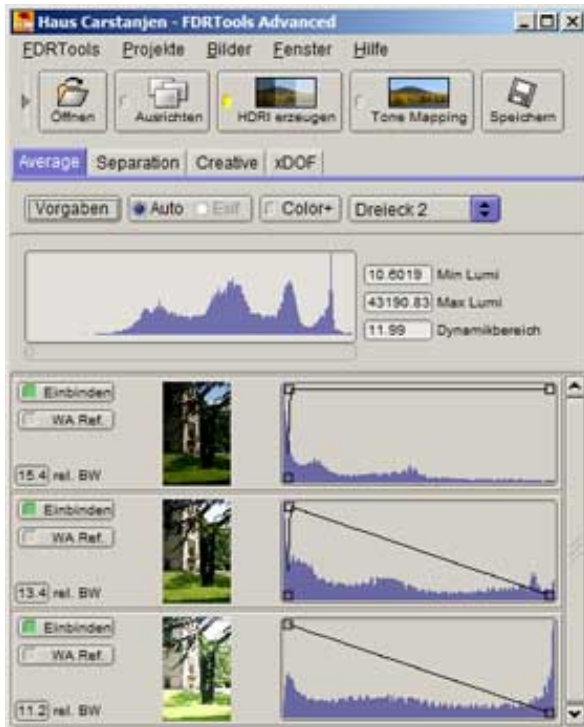 Haus Carstanjen - FDRTools Advanced
FDRTools Projekte Bilder Fenster Hilfe
Öffnen Ausrichten HDRI erzeugen Tone Mapping Speichern
Average Separation Creative xDOF
Vorgaben Auto Exif Color+ Dreieck 2
10.6019 Min Lumi
43190.83 Max Lumi
11.99 Dynamikbereich
Einbinden
WA Ref.
15.4 rel. BW
Einbinden
WA Ref.
13.4 rel. BW
Einbinden
WA Ref.
11.2 rel. BW